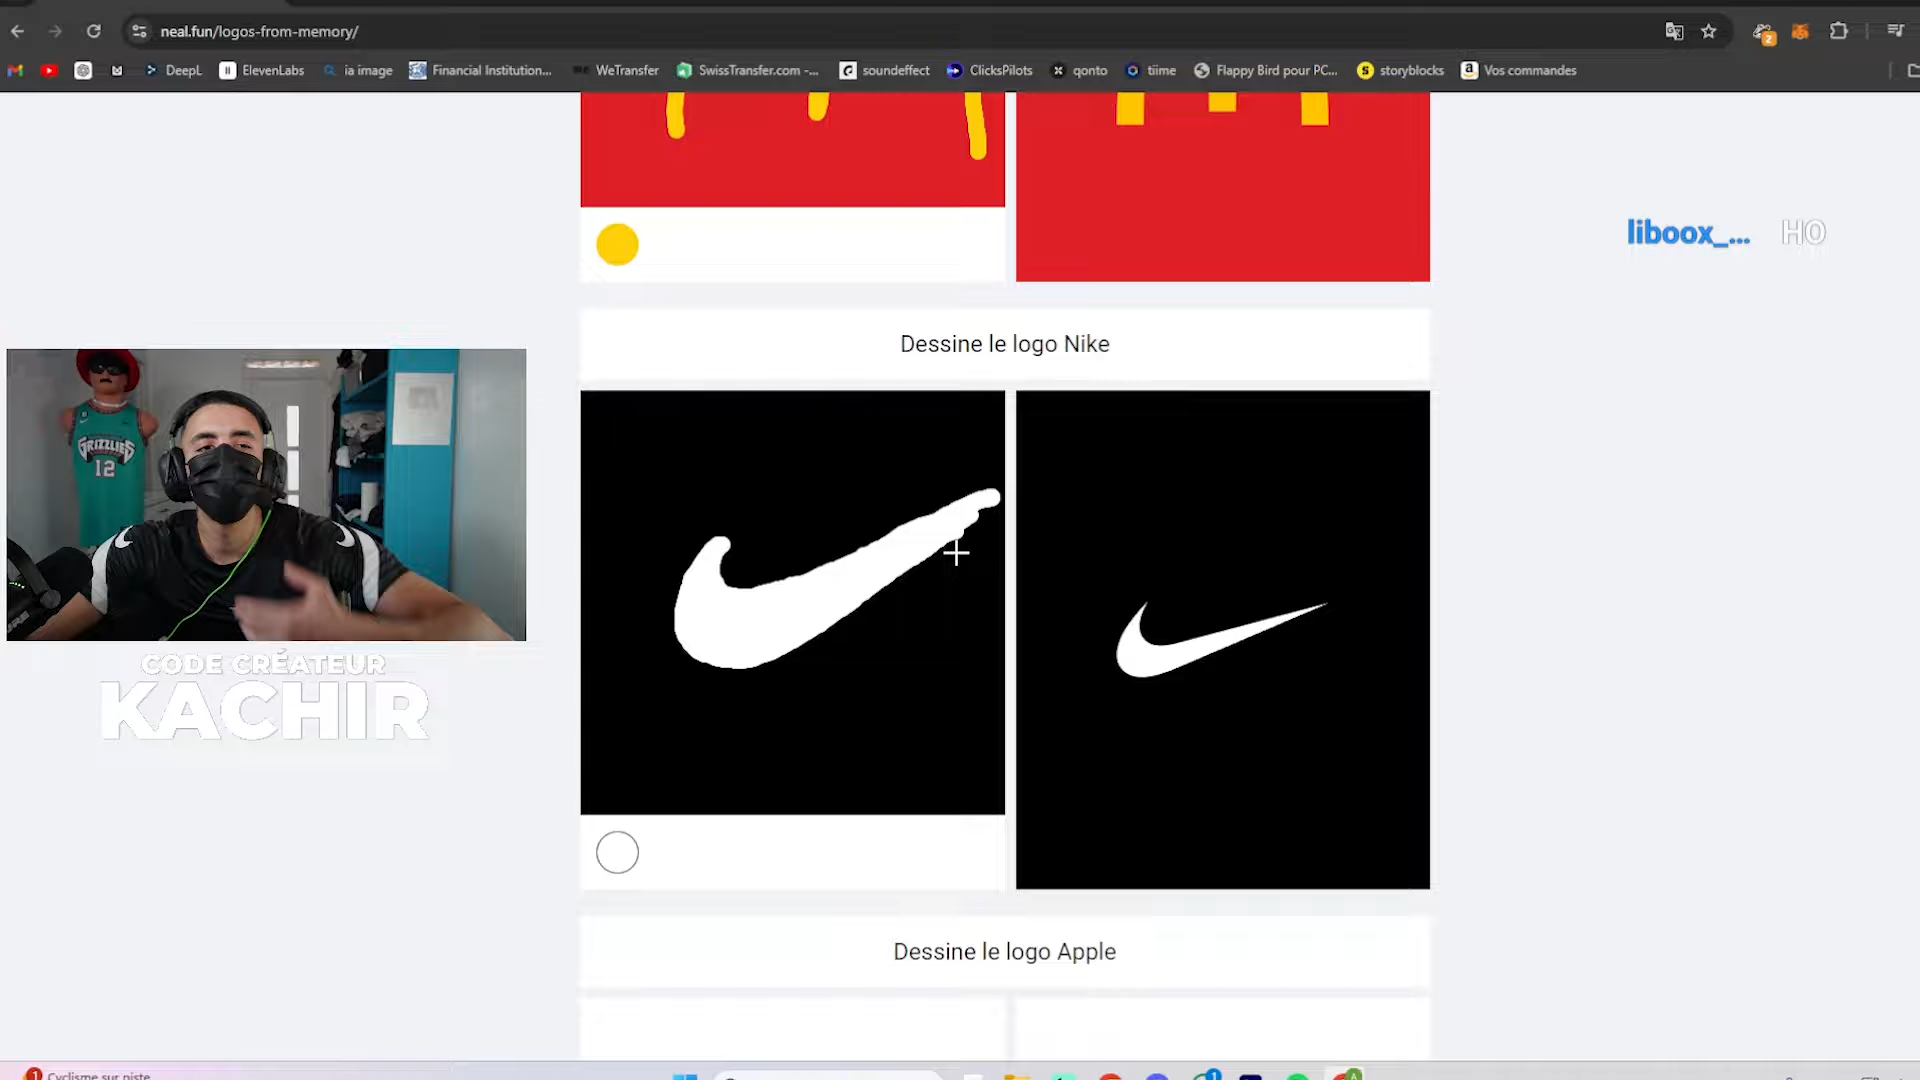 neal.fun/logos-from-memory/
DeepL
ElevenLabs
ia image
Financial Institution...
WeTransfer
SwissTransfer.com -...
soundeffect
ClicksPilots
qonto
tiime
Flappy Bird pour PC...
storyblocks
Vos commandes
liboox_... HO
Dessine le logo Nike
GRIZZLIES
12
CODE CRÉATEUR
KACHIR
Dessine le logo Apple
1 Cyclisme sur piste